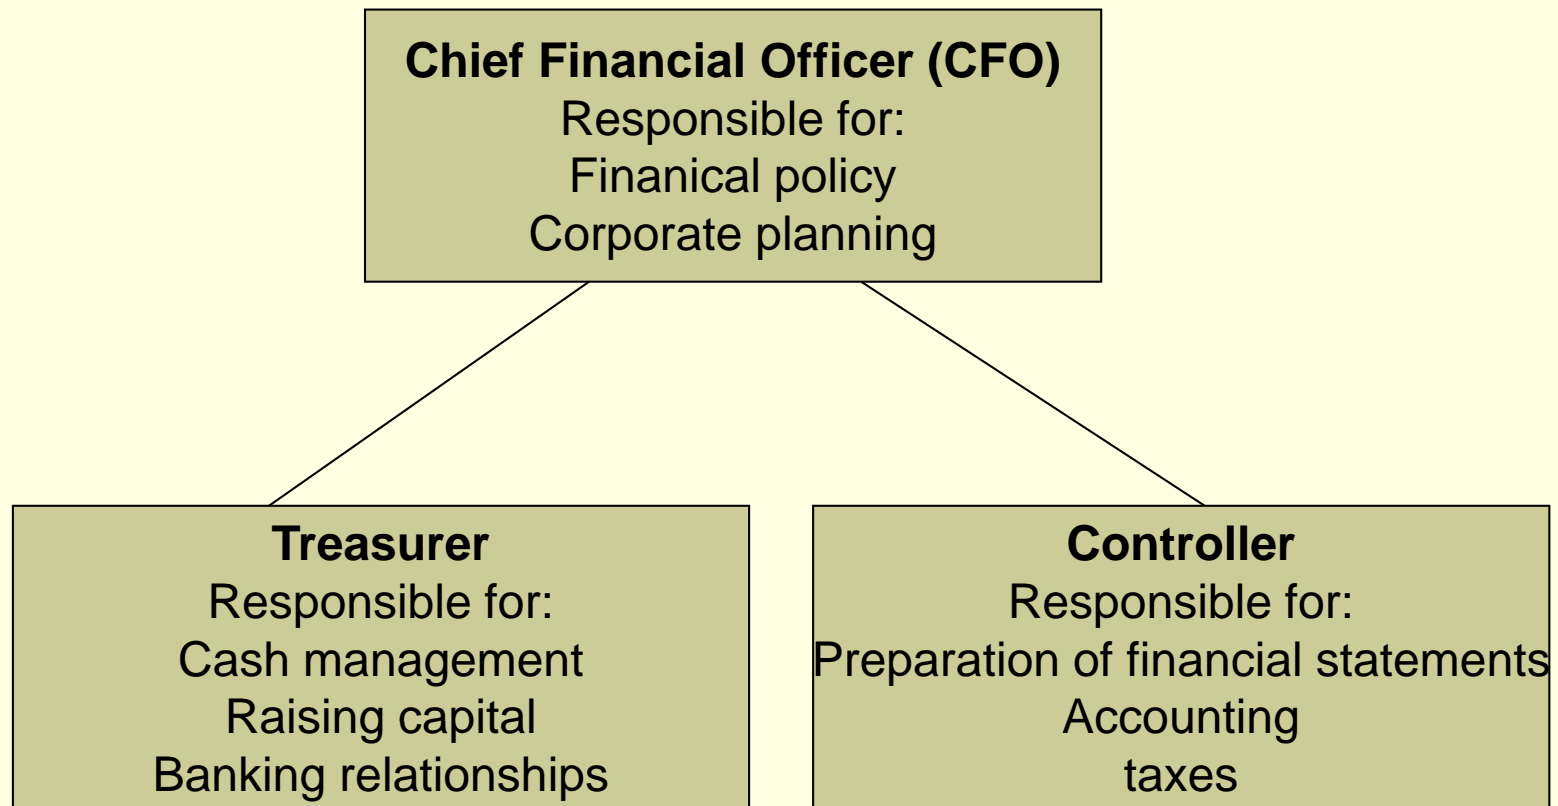 Chief Financial Officer (CFO)
Responsible for:
Finanical policy
Corporate planning
Treasurer
Responsible for:
Cash management
Raising capital
Banking relationships
Controller
Responsible for:
Preparation of financial statements
Accounting
taxes